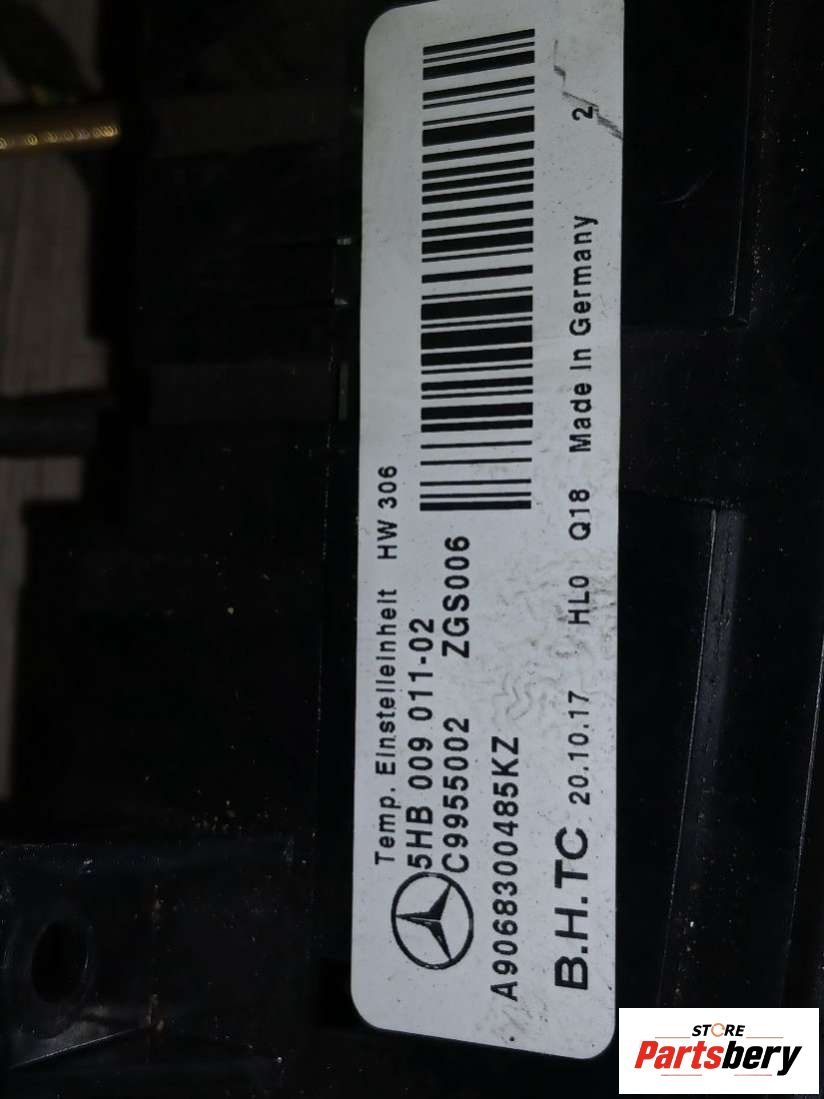 Temp. Einstelleinheit HW 306
5HB 009 011-02
C9955002 ZGS006
A9068300485KZ
B.H.TC 20.10.17 HL0 Q18 Made In Germany 2
STORE
Partsbery